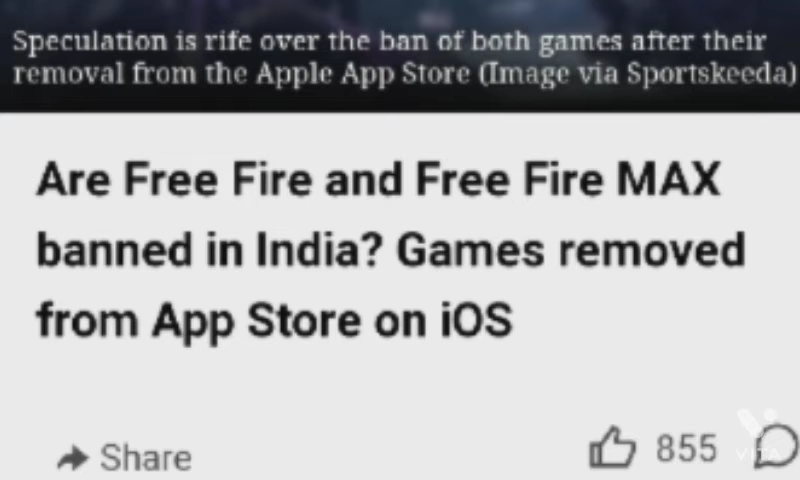 Speculation is rife over the ban of both games after their
removal from the Apple App Store (Image via Sportskeeda)
Are Free Fire and Free Fire MAX
banned in India? Games removed
from App Store on iOS
Share
855
VITA